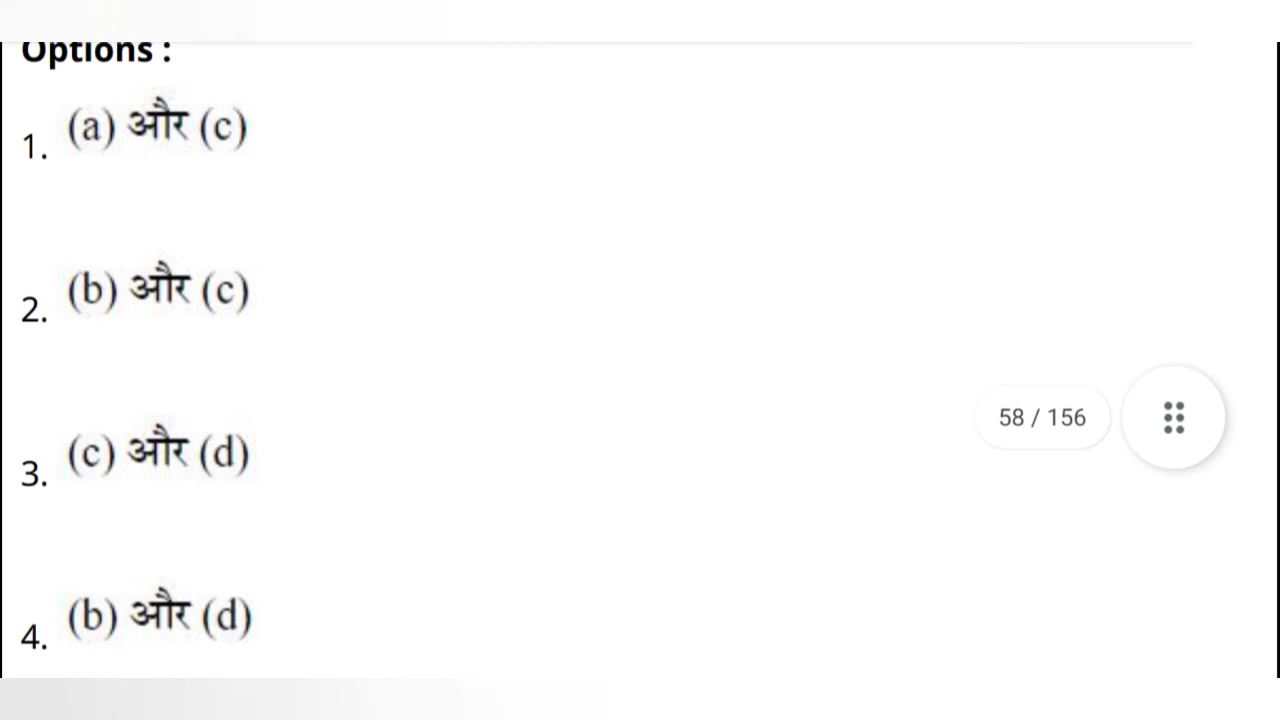 Options :
1. (a) और (c)
2. (b) और (c)
58 / 156
3. (c) और (d)
4. (b) और (d)